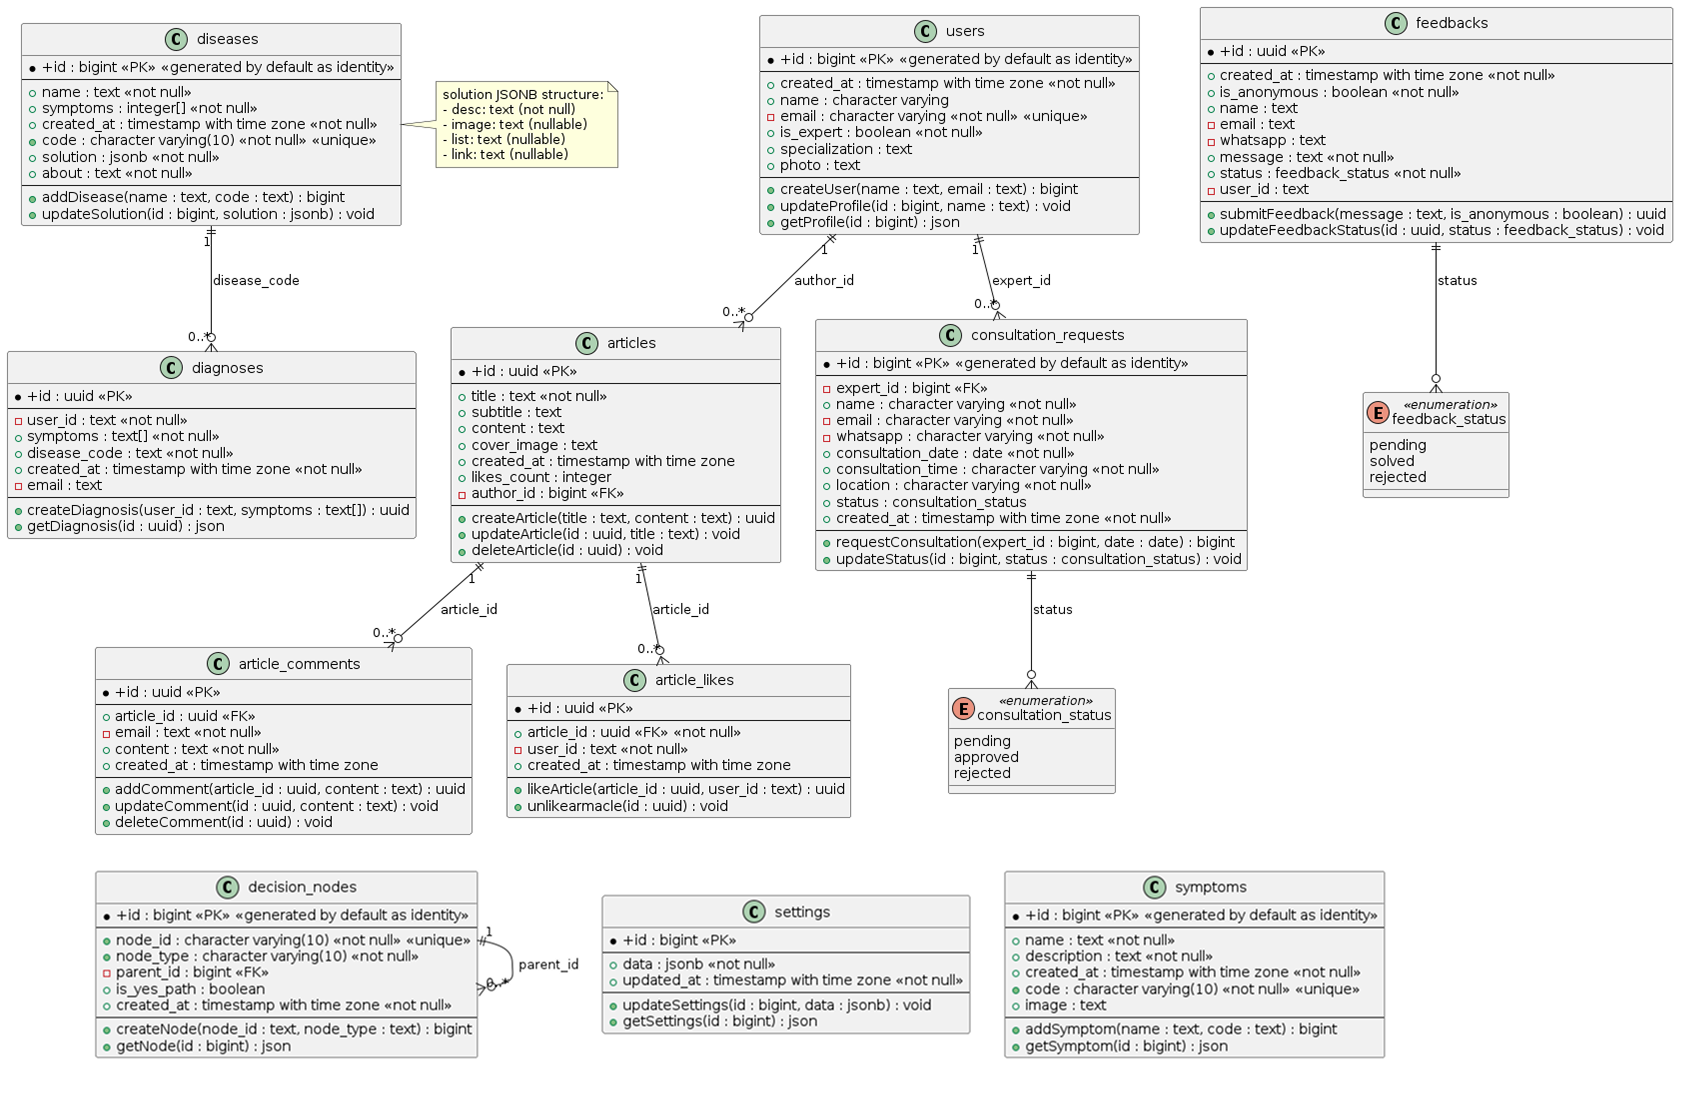 C diseases
+id : bigint «PK» «generated by default as identity»
name : text «not null»
symptoms : integer[] «not null»
created_at : timestamp with time zone «not null»
code : character varying(10) «not null» «unique»
solution : jsonb «not null»
about : text «not null»
addDisease(name : text, code : text) : bigint
updateSolution(id : bigint, solution : jsonb) : void
solution JSONB structure:
- desc: text (not null)
- image: text (nullable)
- list: text (nullable)
- link: text (nullable)
C users
+id : bigint «PK» «generated by default as identity»
created_at : timestamp with time zone «not null»
name : character varying
email : character varying «not null» «unique»
is_expert : boolean «not null»
specialization : text
photo : text
createUser(name : text, email : text) : bigint
updateProfile(id : bigint, name : text) : void
getProfile(id : bigint) : json
C feedbacks
+id : uuid «PK»
created_at : timestamp with time zone «not null»
is_anonymous : boolean «not null»
name : text
email : text
whatsapp : text
message : text «not null»
status : feedback_status «not null»
user_id : text
submitFeedback(message : text, is_anonymous : boolean) : uuid
updateFeedbackStatus(id : uuid, status : feedback_status) : void
1
disease_code
0..*
1
author_id
0..*
1
expert_id
0..*
status
C diagnoses
+id : uuid «PK»
user_id : text «not null»
symptoms : text[] «not null»
disease_code : text «not null»
created_at : timestamp with time zone «not null»
email : text
createDiagnosis(user_id : text, symptoms : text[]) : uuid
getDiagnosis(id : uuid) : json
C articles
+id : uuid «PK»
title : text «not null»
subtitle : text
content : text
cover_image : text
created_at : timestamp with time zone
likes_count : integer
author_id : bigint «FK»
createArticle(title : text, content : text) : uuid
updateArticle(id : uuid, title : text) : void
deleteArticle(id : uuid) : void
C consultation_requests
+id : bigint «PK» «generated by default as identity»
expert_id : bigint «FK»
name : character varying «not null»
email : character varying «not null»
whatsapp : character varying «not null»
consultation_date : date «not null»
consultation_time : character varying «not null»
location : character varying «not null»
status : consultation_status
created_at : timestamp with time zone «not null»
requestConsultation(expert_id : bigint, date : date) : bigint
updateStatus(id : bigint, status : consultation_status) : void
E «enumeration»
feedback_status
pending
solved
rejected
1
article_id
0..*
1
article_id
0..*
status
C article_comments
+id : uuid «PK»
article_id : uuid «FK»
email : text «not null»
content : text «not null»
created_at : timestamp with time zone
addComment(article_id : uuid, content : text) : uuid
updateComment(id : uuid, content : text) : void
deleteComment(id : uuid) : void
C article_likes
+id : uuid «PK»
article_id : uuid «FK» «not null»
user_id : text «not null»
created_at : timestamp with time zone
likeArticle(article_id : uuid, user_id : text) : uuid
unlikearmacle(id : uuid) : void
E «enumeration»
consultation_status
pending
approved
rejected
C decision_nodes
+id : bigint «PK» «generated by default as identity»
node_id : character varying(10) «not null» «unique»
node_type : character varying(10) «not null»
parent_id : bigint «FK»
is_yes_path : boolean
created_at : timestamp with time zone «not null»
createNode(node_id : text, node_type : text) : bigint
getNode(id : bigint) : json
1
parent_id
0..*
C settings
+id : bigint «PK»
data : jsonb «not null»
updated_at : timestamp with time zone «not null»
updateSettings(id : bigint, data : jsonb) : void
getSettings(id : bigint) : json
C symptoms
+id : bigint «PK» «generated by default as identity»
name : text «not null»
description : text «not null»
created_at : timestamp with time zone «not null»
code : character varying(10) «not null» «unique»
image : text
addSymptom(name : text, code : text) : bigint
getSymptom(id : bigint) : json